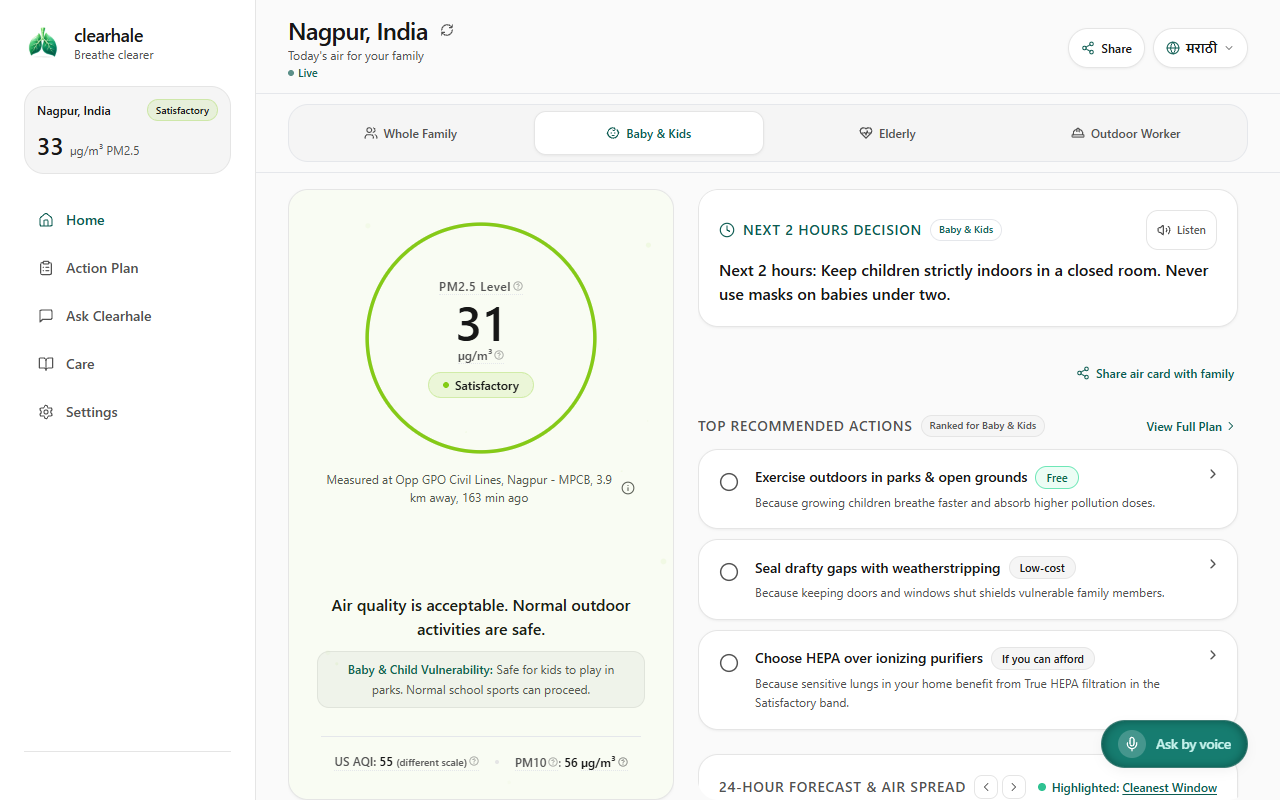 clearhale
Breathe clearer
Nagpur, India
Satisfactory
33 µg/m³ PM2.5
Home
Action Plan
Ask Clearhale
Care
Settings
Nagpur, India
Today's air for your family
Live
Share
मराठी
Whole Family
Baby & Kids
Elderly
Outdoor Worker
PM2.5 Level
31
µg/m³
Satisfactory
Measured at Opp GPO Civil Lines, Nagpur - MPCB, 3.9
km away, 163 min ago
Air quality is acceptable. Normal outdoor
activities are safe.
Baby & Child Vulnerability: Safe for kids to play in
parks. Normal school sports can proceed.
US AQI: 55 (different scale)
PM10: 56 µg/m³
NEXT 2 HOURS DECISION
Baby & Kids
Listen
Next 2 hours: Keep children strictly indoors in a closed room. Never
use masks on babies under two.
Share air card with family
TOP RECOMMENDED ACTIONS
Ranked for Baby & Kids
View Full Plan
Exercise outdoors in parks & open grounds
Free
Because growing children breathe faster and absorb higher pollution doses.
Seal drafty gaps with weatherstripping
Low-cost
Because keeping doors and windows shut shields vulnerable family members.
Choose HEPA over ionizing purifiers
If you can afford
Because sensitive lungs in your home benefit from True HEPA filtration in the
Satisfactory band.
Ask by voice
24-HOUR FORECAST & AIR SPREAD
Highlighted: Cleanest Window